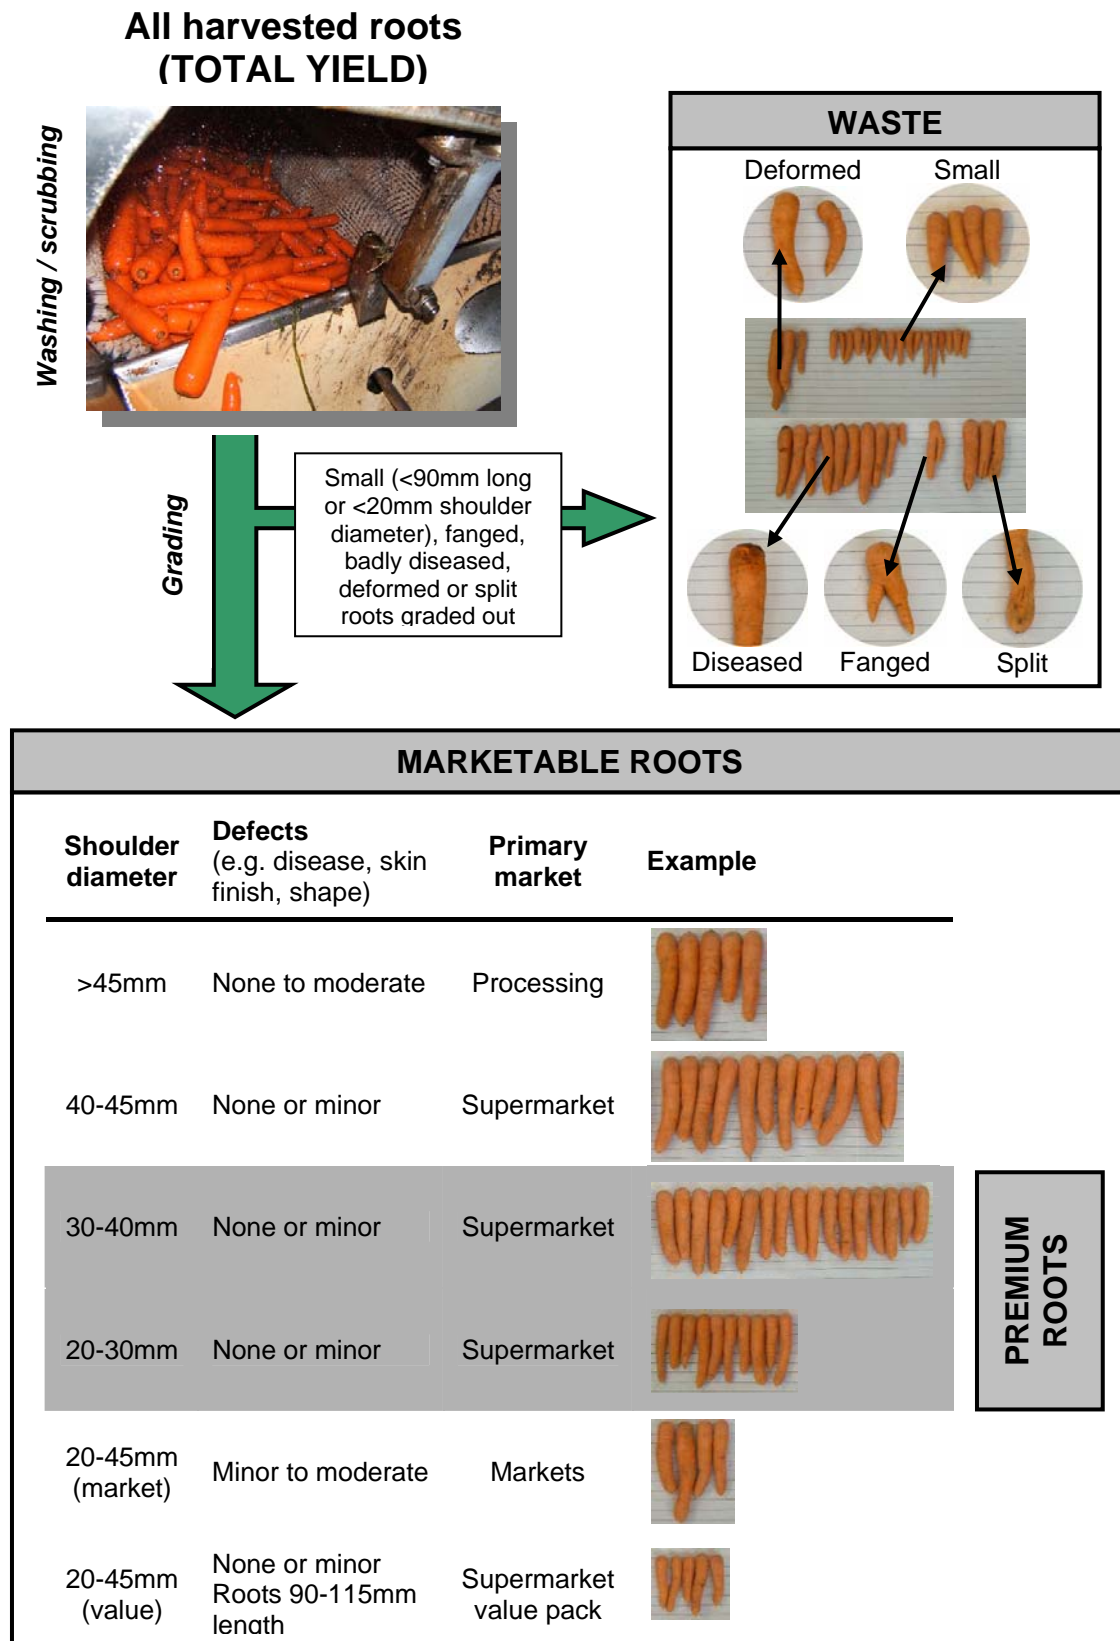 All harvested roots
(TOTAL YIELD)
Washing / scrubbing
WASTE
Deformed
Small
Diseased
Fanged
Split
Grading
Small (<90mm long
or <20mm shoulder
diameter), fanged,
badly diseased,
deformed or split
roots graded out
MARKETABLE ROOTS
Shoulder
diameter
Defects
(e.g. disease, skin
finish, shape)
Primary
market
Example
>45mm
None to moderate
Processing
40-45mm
None or minor
Supermarket
30-40mm
None or minor
Supermarket
20-30mm
None or minor
Supermarket
PREMIUM
ROOTS
20-45mm
(market)
Minor to moderate
Markets
20-45mm
(value)
None or minor
Roots 90-115mm
length
Supermarket
value pack